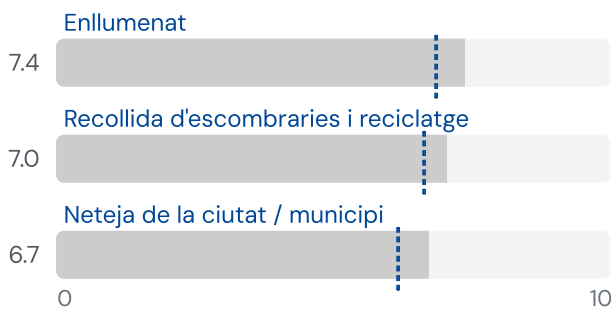 Enllumenat
7.4
Recollida d'escombraries i reciclatge
7.0
Neteja de la ciutat / municipi
6.7
0 10